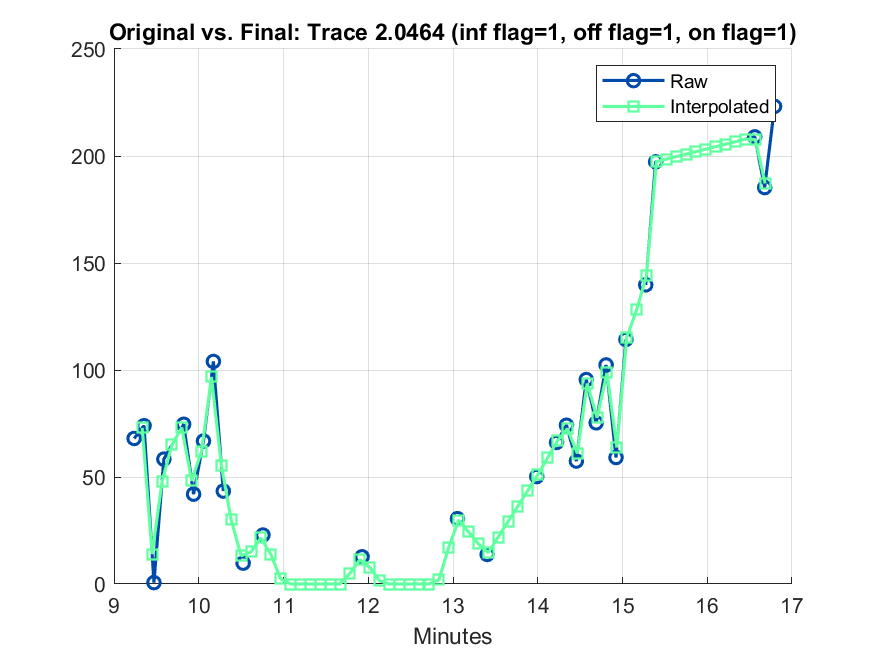 Original vs. Final: Trace 2.0464 (inf flag=1, off flag=1, on flag=1)
250
200
150
100
50
0
Raw
Interpolated
9 10 11 12 13 14 15 16 17
Minutes